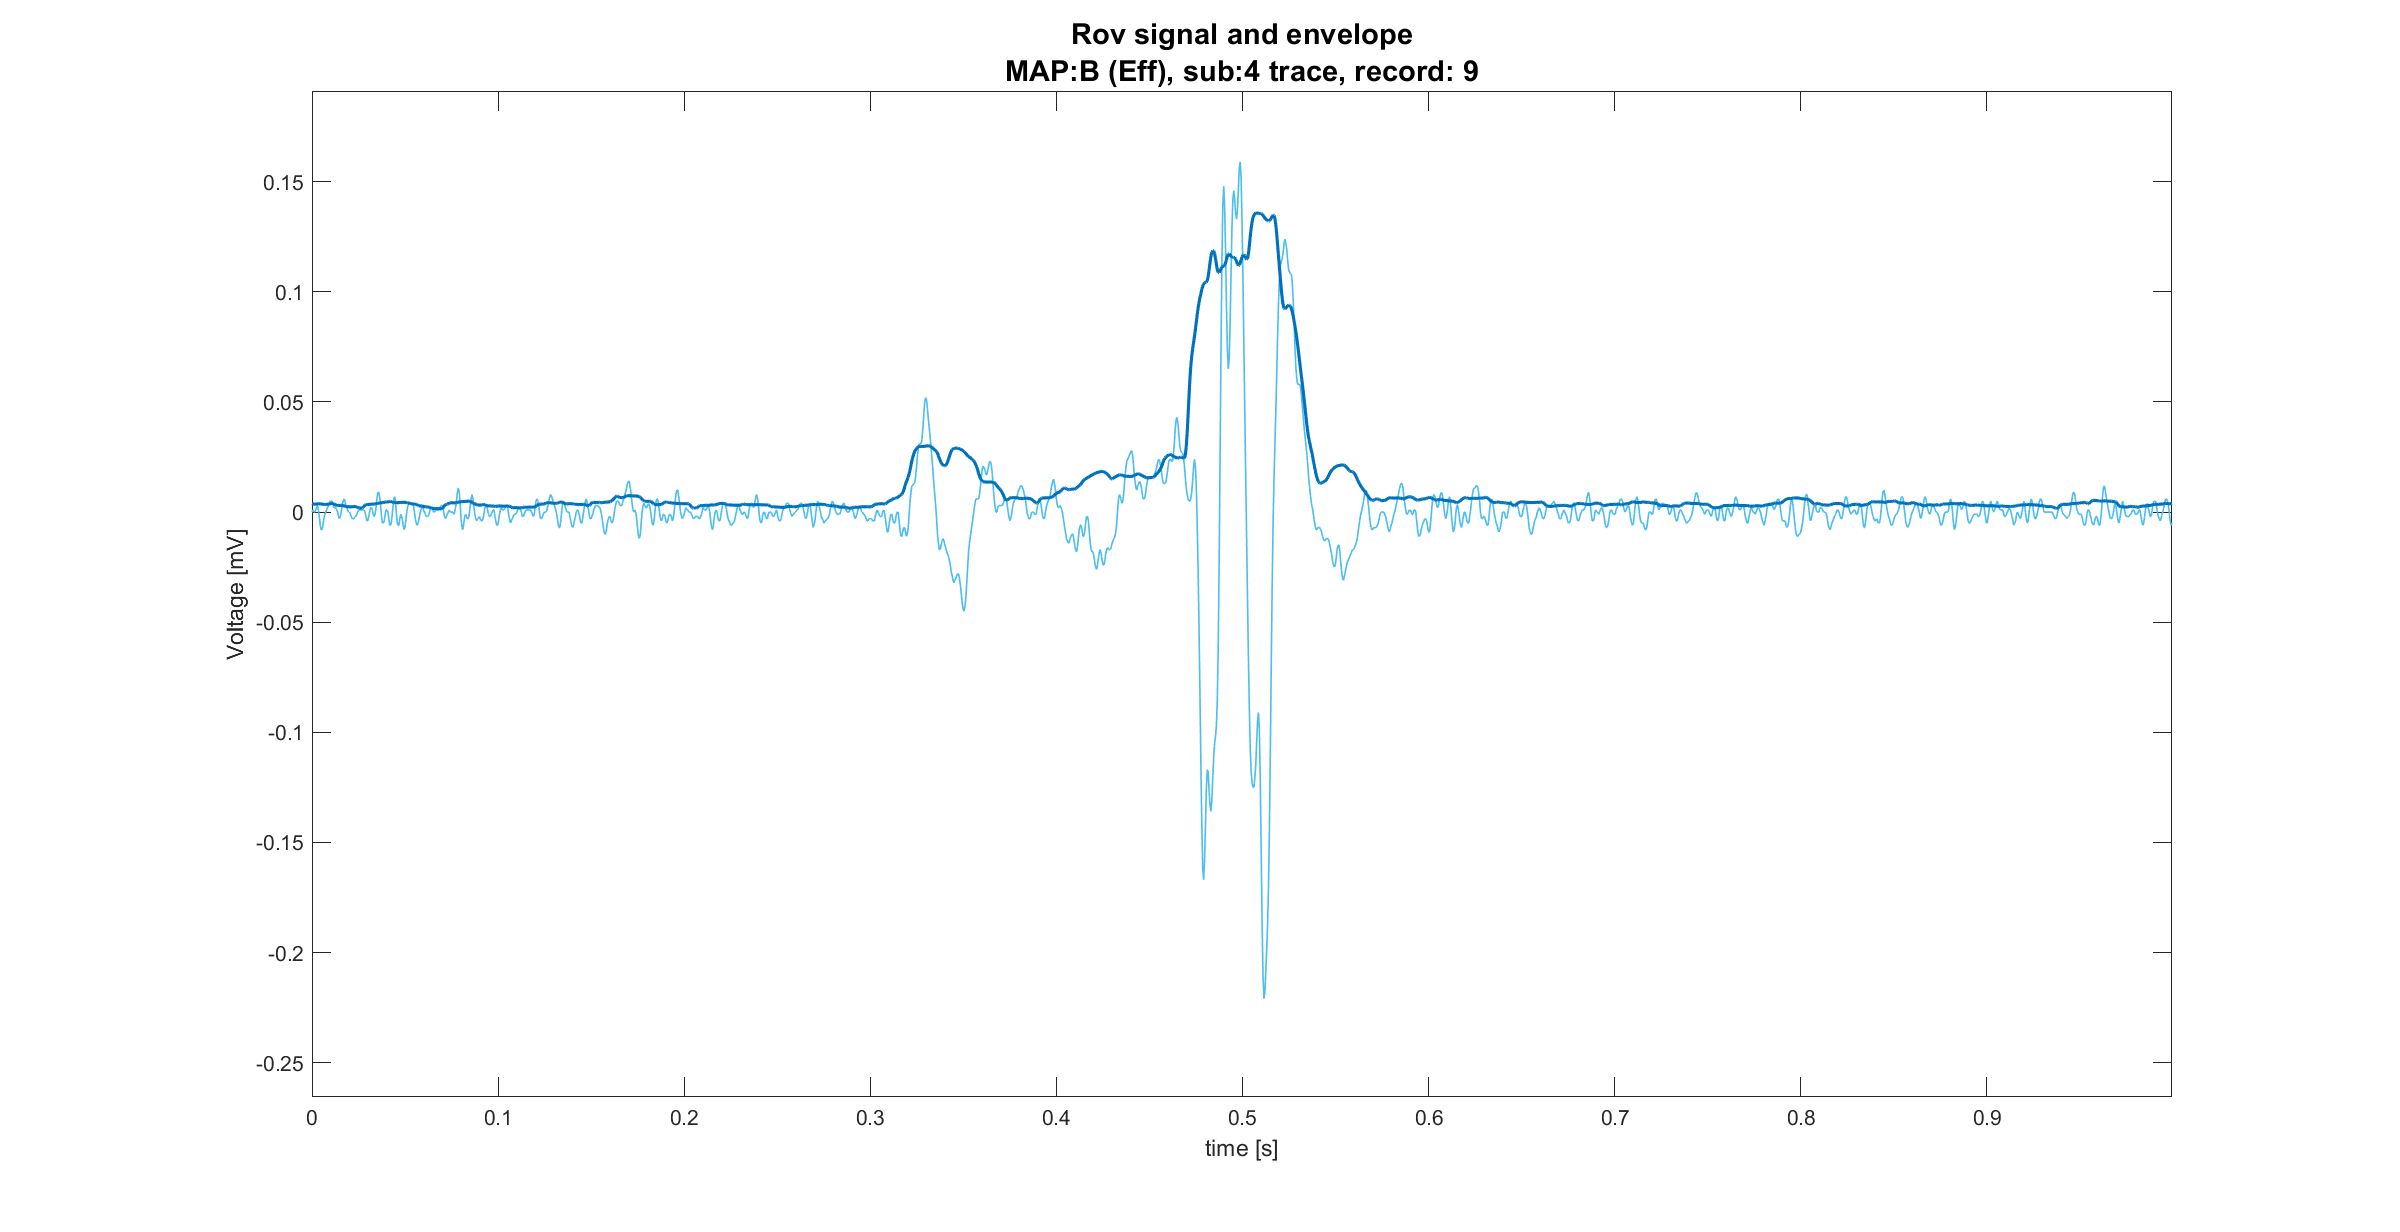 Rov signal and envelope
MAP:B (Eff), sub:4 trace, record: 9
0.15
0.1
0.05
0
-0.05
-0.1
-0.15
-0.2
-0.25
Voltage [mV]
0 0.1 0.2 0.3 0.4 0.5 0.6 0.7 0.8 0.9
time [s]